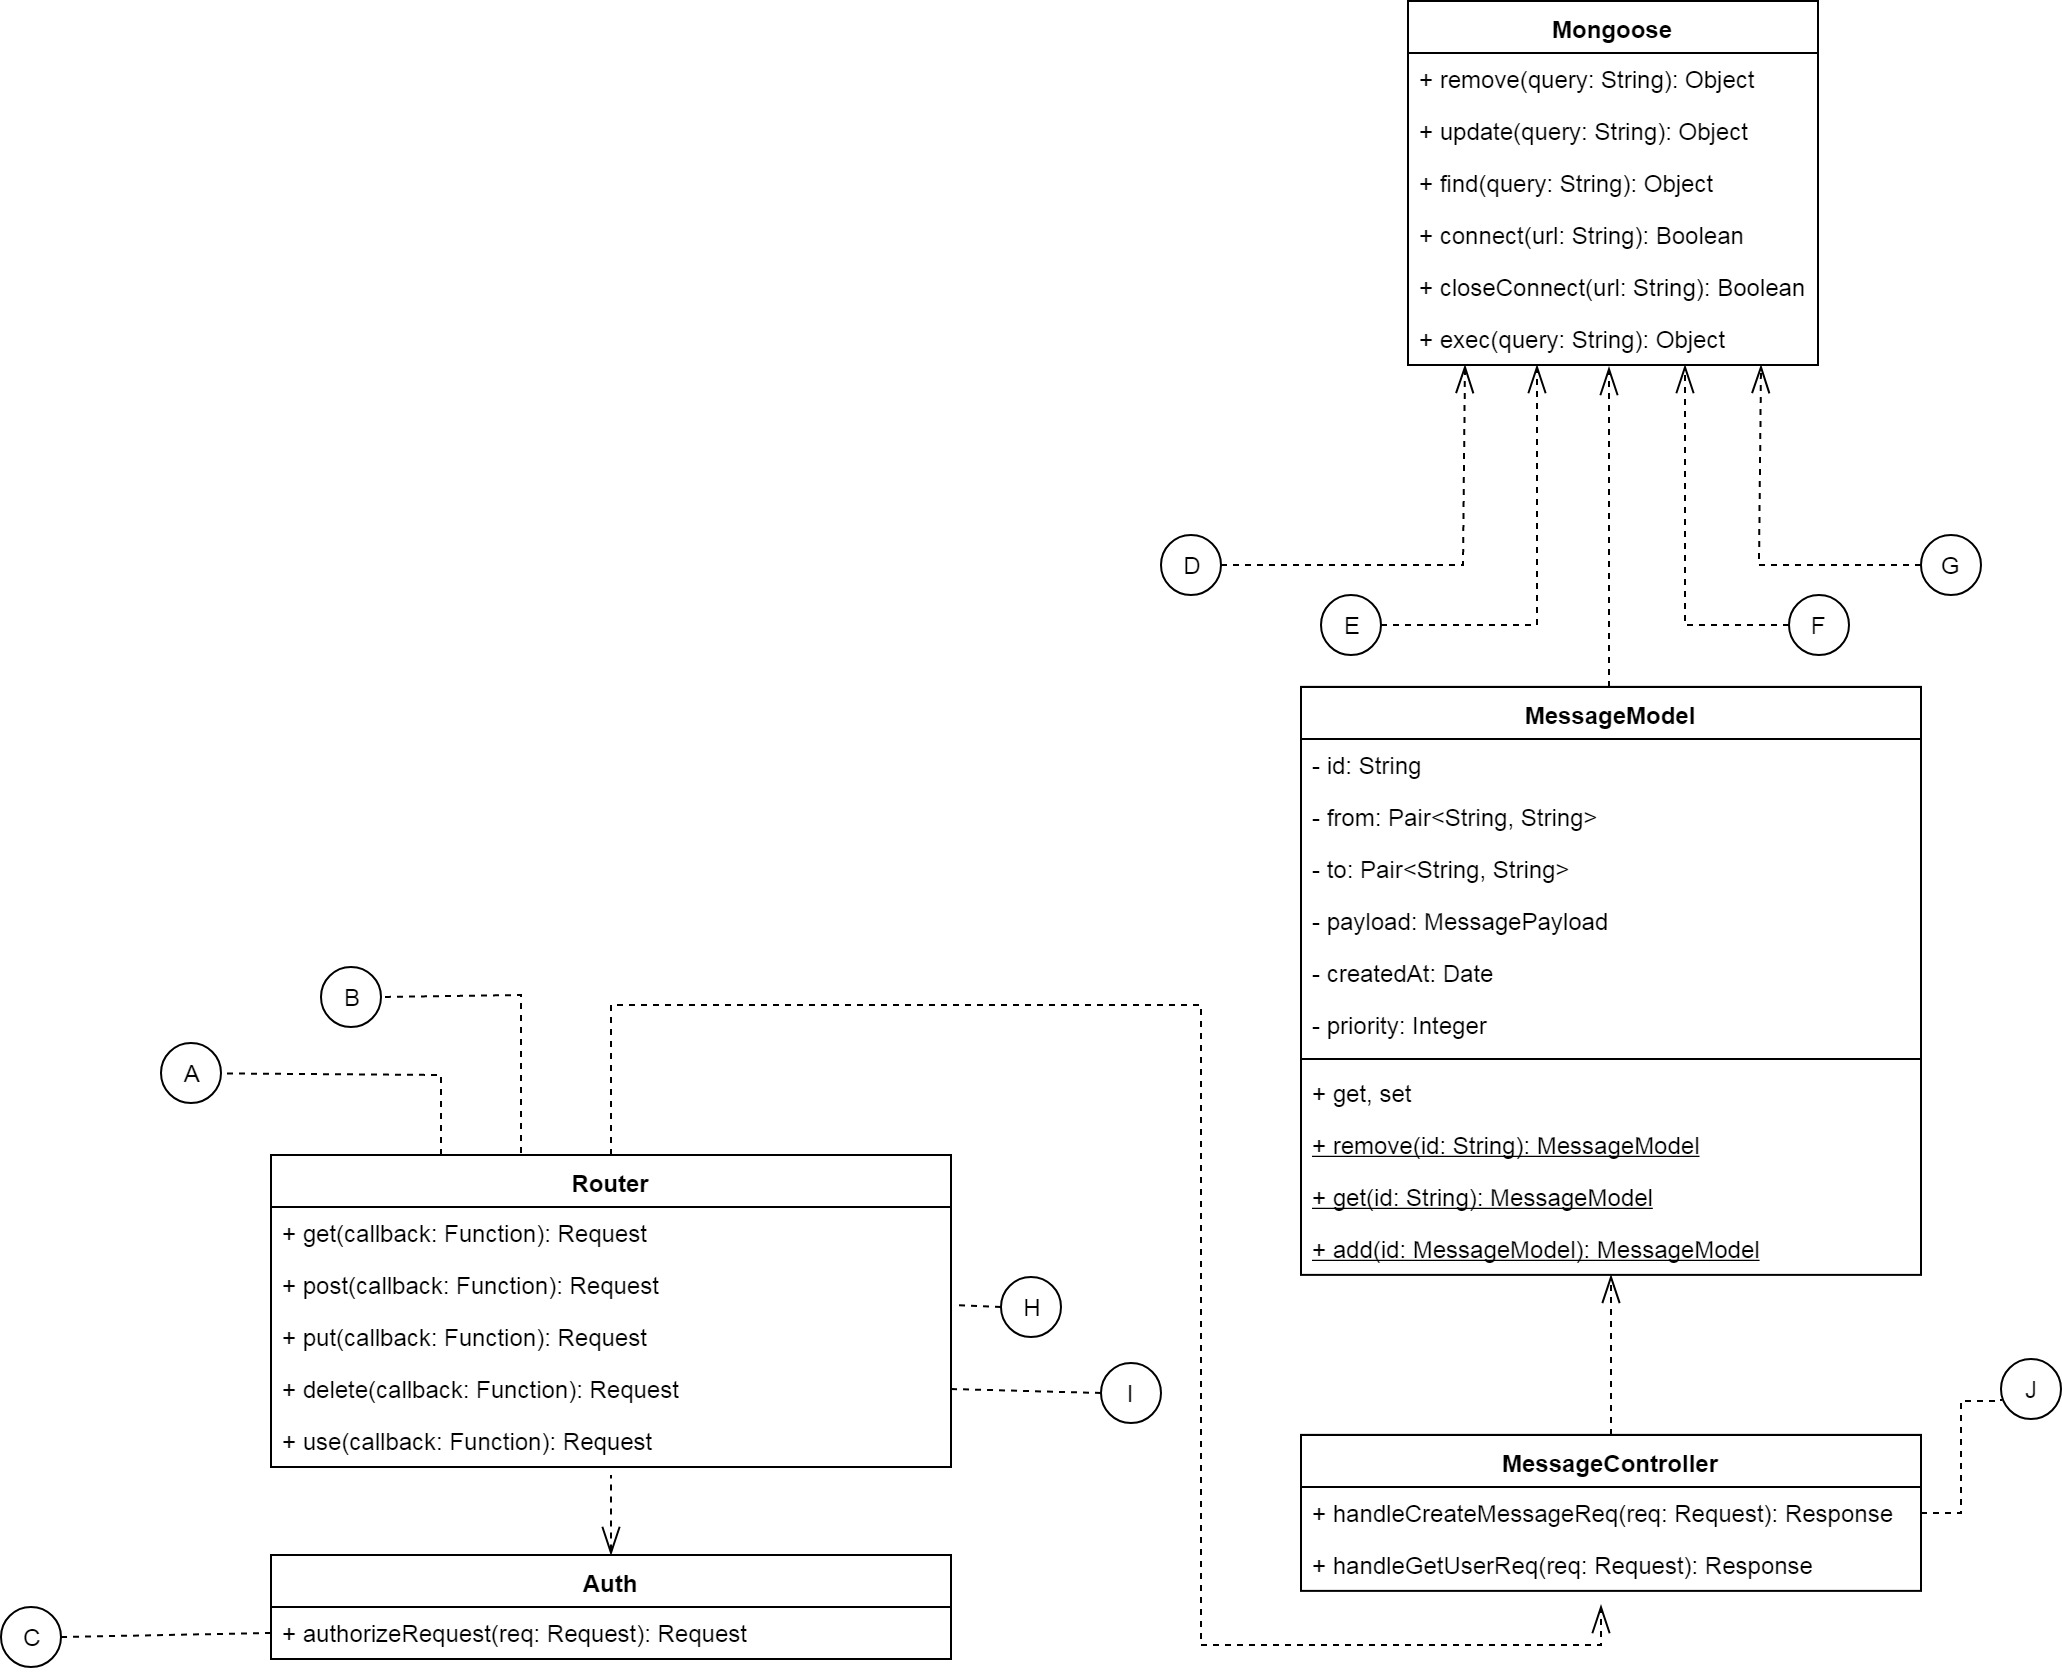 Mongoose
+ remove(query: String): Object
+ update(query: String): Object
+ find(query: String): Object
+ connect(url: String): Boolean
+ closeConnect(url: String): Boolean
+ exec(query: String): Object
D
G
E
F
MessageModel
- id: String
- from: Pair<String, String>
- to: Pair<String, String>
- payload: MessagePayload
- createdAt: Date
- priority: Integer
+ get, set
+ remove(id: String): MessageModel
+ get(id: String): MessageModel
+ add(id: MessageModel): MessageModel
B
A
Router
+ get(callback: Function): Request
+ post(callback: Function): Request
+ put(callback: Function): Request
+ delete(callback: Function): Request
+ use(callback: Function): Request
H
I
J
MessageController
+ handleCreateMessageReq(req: Request): Response
+ handleGetUserReq(req: Request): Response
Auth
+ authorizeRequest(req: Request): Request
C